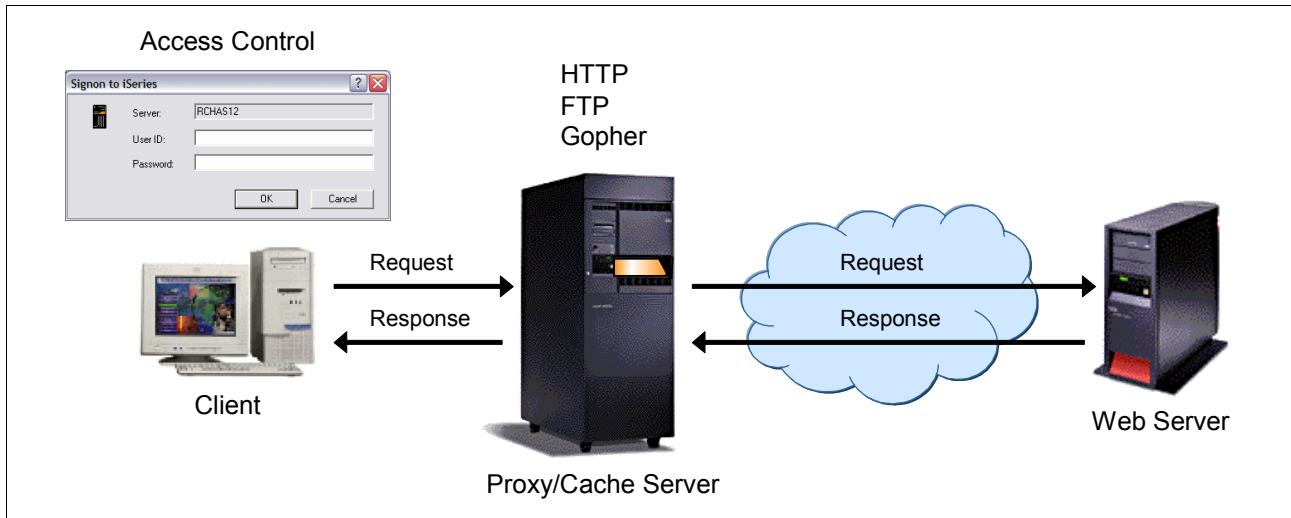 Access Control
Signon to iSeries
Server: RCHAS12
User ID:
Password:
OK Cancel
HTTP
FTP
Gopher
Request
Response
Request
Response
Client
Proxy/Cache Server
Web Server